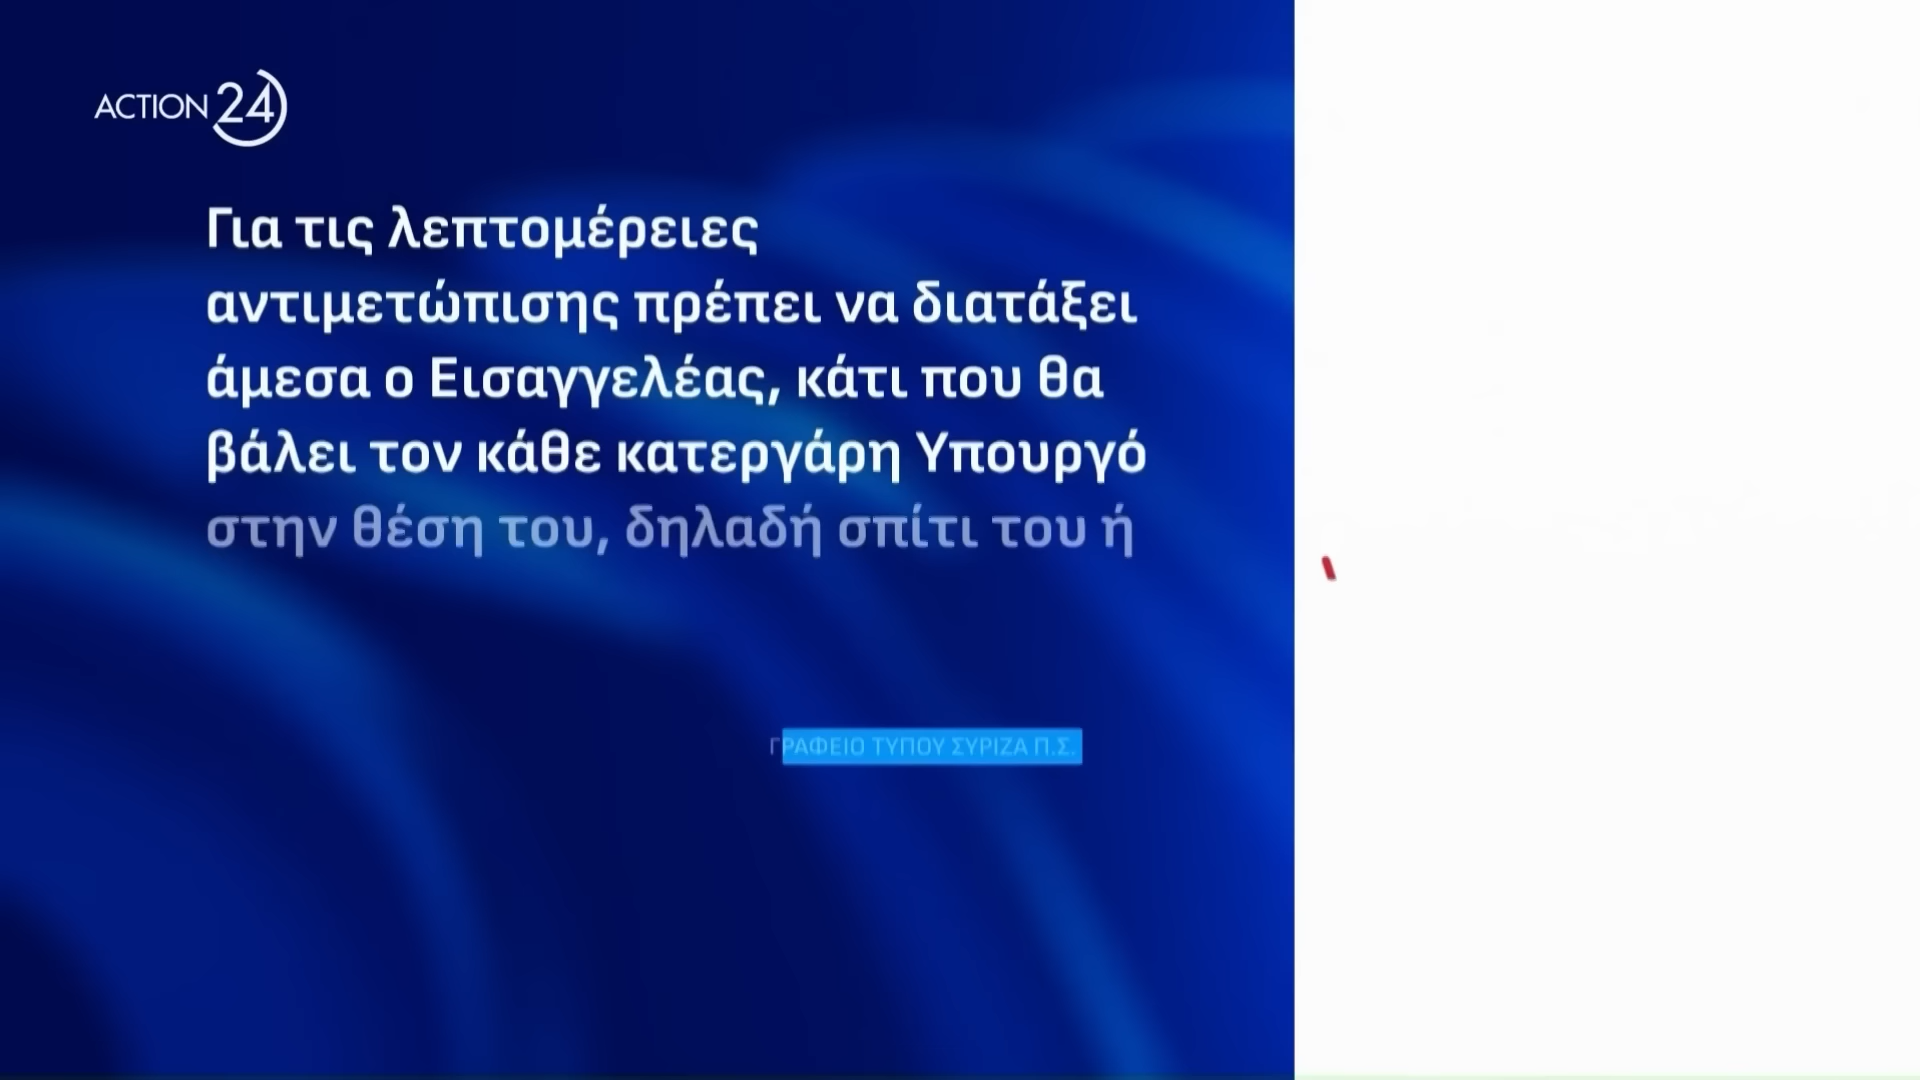 ACTION 24
Για τις λεπτομέρειες
αντιμετώπισης πρέπει να διατάξει
άμεσα ο Εισαγγελέας, κάτι που θα
βάλει τον κάθε κατεργάρη Υπουργό
στην θέση του, δηλαδή σπίτι του ή
ΓΡΑΦΕΙΟ ΤΥΠΟΥ ΣΥΡΙΖΑ Π.Σ.